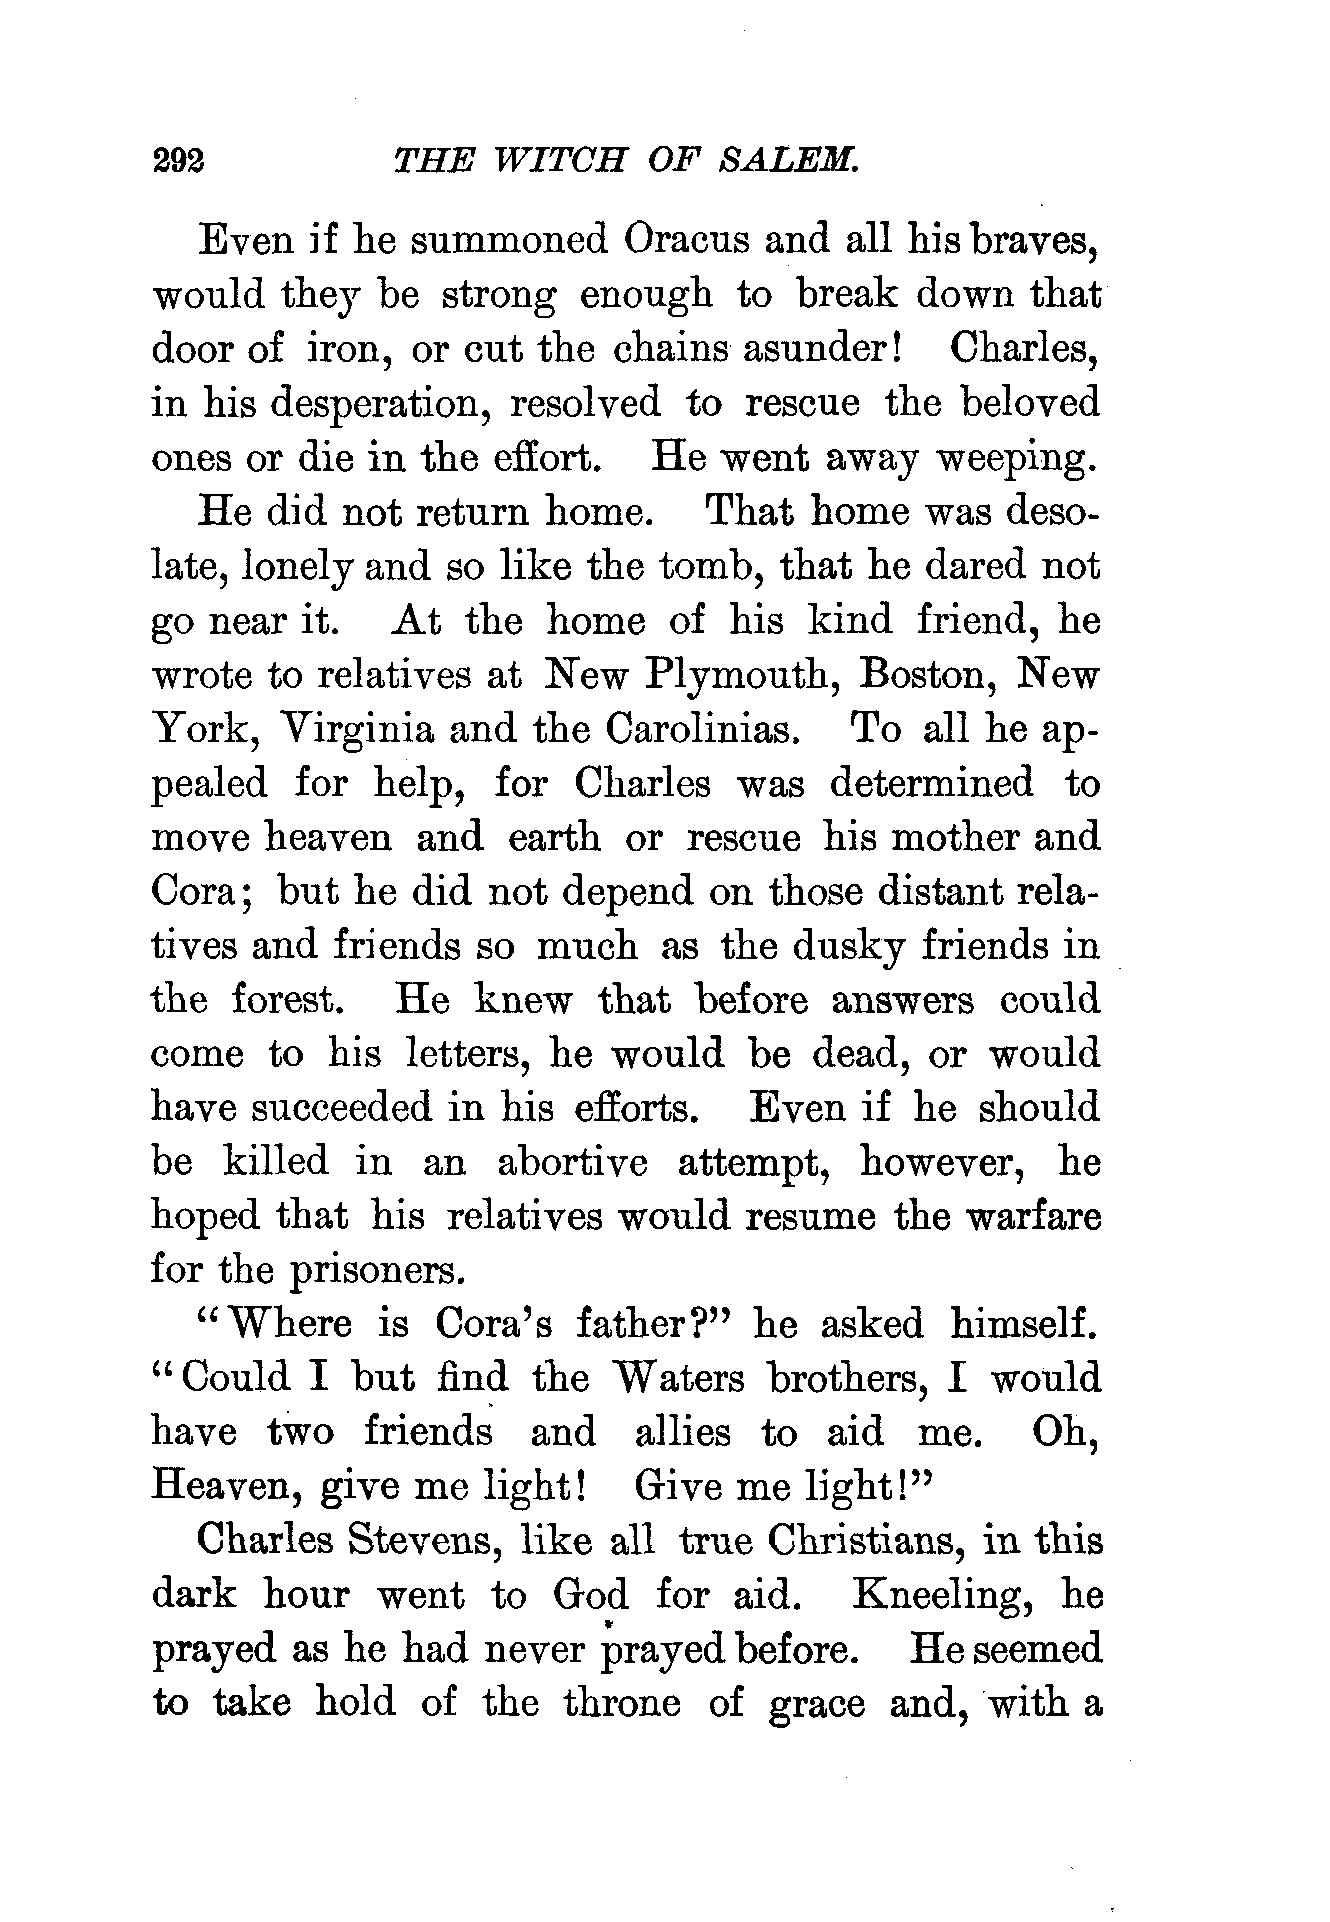 292 THE WITCH OF SALEM.
Even if he summoned Oracus and all his braves,
would they be strong enough to break down that
door of iron, or cut the chains asunder! Charles,
in his desperation, resolved to rescue the beloved
ones or die in the effort. He went away weeping.
He did not return home. That home was deso-
late, lonely and so like the tomb, that he dared not
go near it. At the home of his kind friend, he
wrote to relatives at New Plymouth, Boston, New
York, Virginia and the Carolinias. To all he ap-
pealed for help, for Charles was determined to
move heaven and earth or rescue his mother and
Cora; but he did not depend on those distant rela-
tives and friends so much as the dusky friends in
the forest. He knew that before answers could
come to his letters, he would be dead, or would
have succeeded in his efforts. Even if he should
be killed in an abortive attempt, however, he
hoped that his relatives would resume the warfare
for the prisoners.
“Where is Cora’s father?” he asked himself.
“Could I but find the Waters brothers, I would
have two friends and allies to aid me. Oh,
Heaven, give me light! Give me light!”
Charles Stevens, like all true Christians, in this
dark hour went to God for aid. Kneeling, he
prayed as he had never prayed before. He seemed
to take hold of the throne of grace and, with a